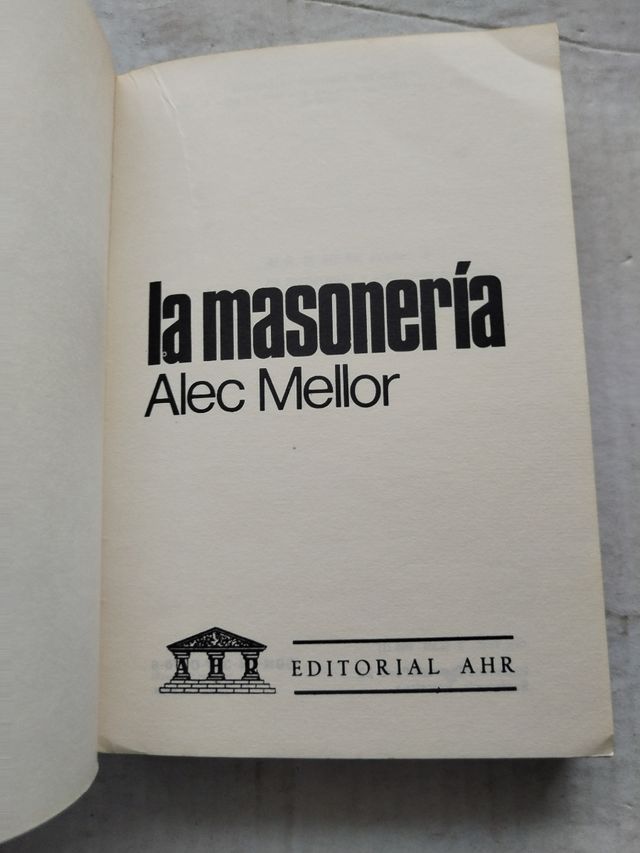 la masonería
Alec Mellor
AHR
EDITORIAL AHR